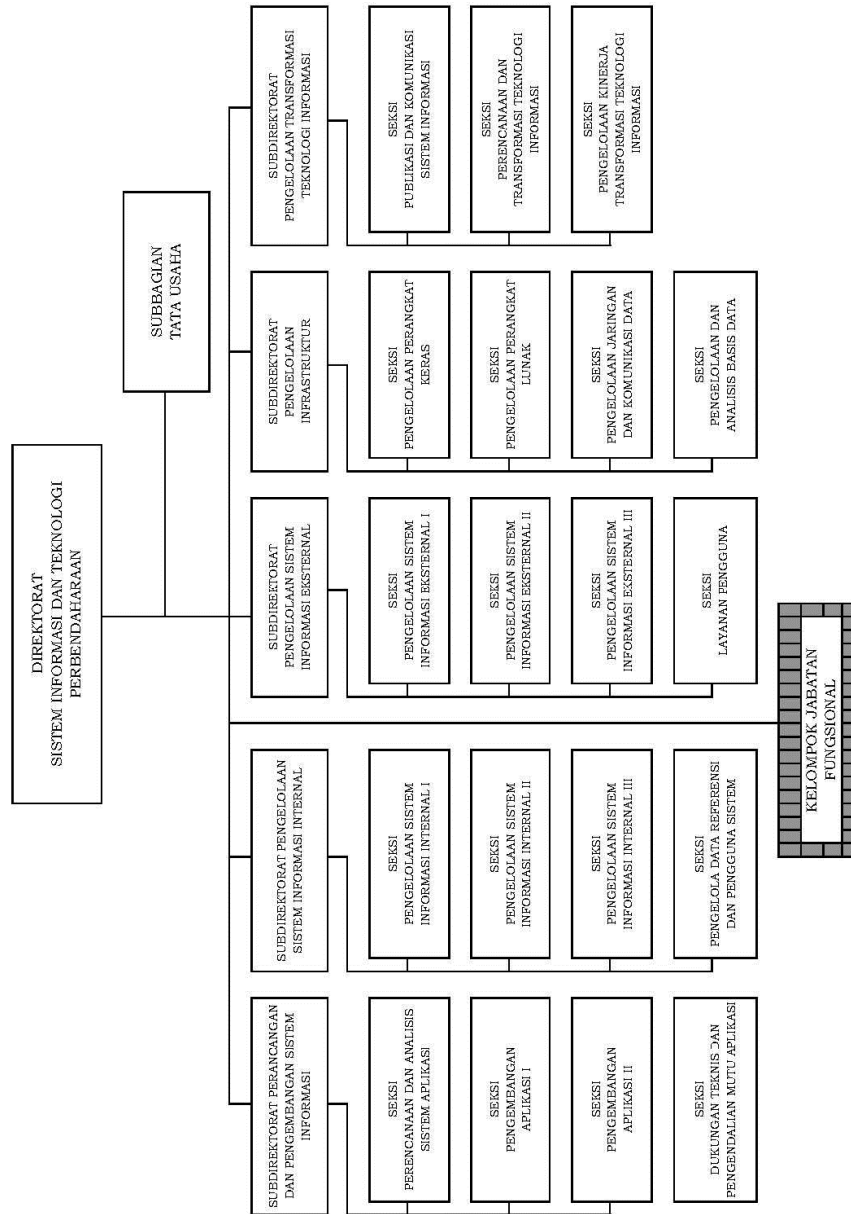 DIREKTORAT
SISTEM INFORMASI DAN TEKNOLOGI
PERBENDAHARAAN
SUBBAGIAN
TATA USAHA
SUBDIREKTORAT PERANCANGAN
DAN PENGEMBANGAN SISTEM
INFORMASI
SEKSI
PERENCANAAN DAN ANALISIS
SISTEM APLIKASI
SEKSI
PENGEMBANGAN
APLIKASI I
SEKSI
PENGEMBANGAN
APLIKASI II
SEKSI
DUKUNGAN TEKNIS DAN
PENGENDALIAN MUTU APLIKASI
SUBDIREKTORAT PENGELOLAAN
SISTEM INFORMASI INTERNAL
SEKSI
PENGELOLAAN SISTEM
INFORMASI INTERNAL I
SEKSI
PENGELOLAAN SISTEM
INFORMASI INTERNAL II
SEKSI
PENGELOLAAN SISTEM
INFORMASI INTERNAL III
SEKSI
PENGELOLA DATA REFERENSI
DAN PENGGUNA SISTEM
SUBDIREKTORAT
PENGELOLAAN SISTEM
INFORMASI EKSTERNAL
SEKSI
PENGELOLAAN SISTEM
INFORMASI EKSTERNAL I
SEKSI
PENGELOLAAN SISTEM
INFORMASI EKSTERNAL II
SEKSI
PENGELOLAAN SISTEM
INFORMASI EKSTERNAL III
SEKSI
LAYANAN PENGGUNA
SUBDIREKTORAT
PENGELOLAAN
INFRASTRUKTUR
SEKSI
PENGELOLAAN PERANGKAT
KERAS
SEKSI
PENGELOLAAN PERANGKAT
LUNAK
SEKSI
PENGELOLAAN JARINGAN
DAN KOMUNIKASI DATA
SEKSI
PENGELOLAAN DAN
ANALISIS BASIS DATA
SUBDIREKTORAT
PENGELOLAAN TRANSFORMASI
TEKNOLOGI INFORMASI
SEKSI
PUBLIKASI DAN KOMUNIKASI
SISTEM INFORMASI
SEKSI
PERENCANAAN DAN
TRANSFORMASI TEKNOLOGI
INFORMASI
SEKSI
PENGELOLAAN KINERJA
TRANSFORMASI TEKNOLOGI
INFORMASI
KELOMPOK JABATAN
FUNGSIONAL